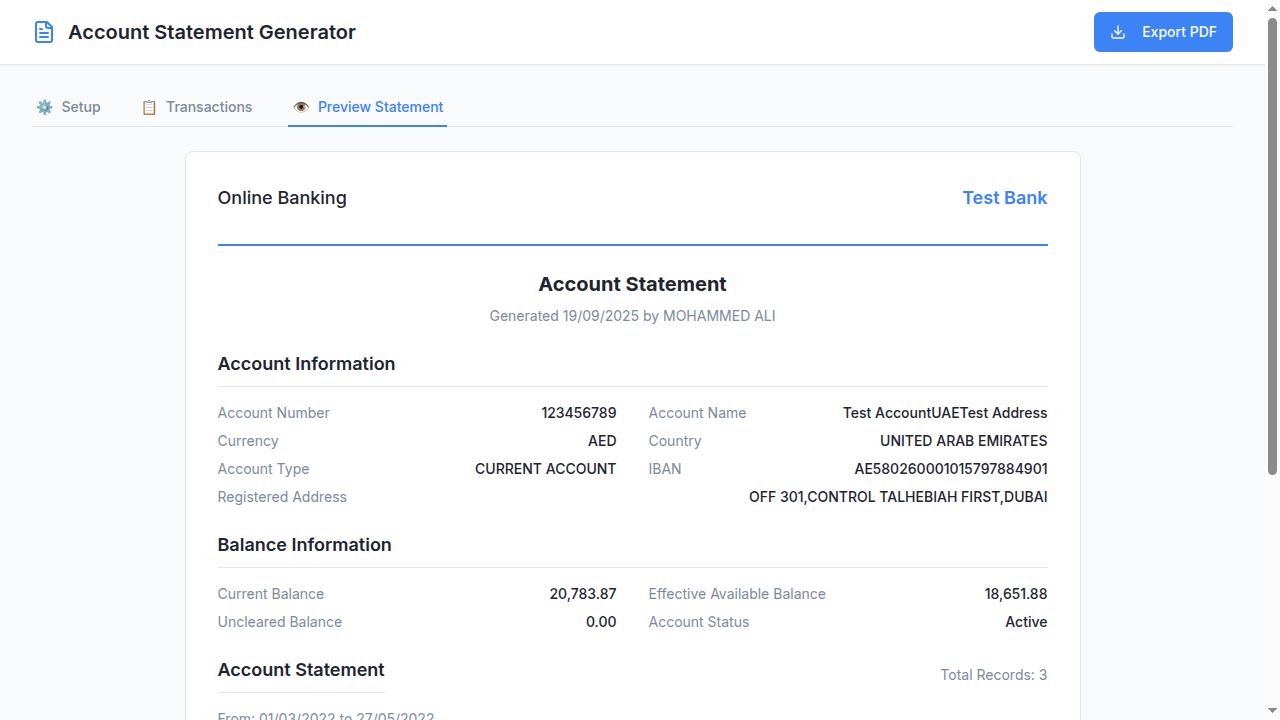 Account Statement Generator
Export PDF
Setup
Transactions
Preview Statement
Online Banking
Test Bank
Account Statement
Generated 19/09/2025 by MOHAMMED ALI
Account Information
Account Number 123456789 Account Name Test AccountUAETest Address
Currency AED Country UNITED ARAB EMIRATES
Account Type CURRENT ACCOUNT IBAN AE580260001015797884901
Registered Address OFF 301,CONTROL TALHEBIAH FIRST,DUBAI
Balance Information
Current Balance 20,783.87 Effective Available Balance 18,651.88
Uncleared Balance 0.00 Account Status Active
Account Statement
Total Records: 3
From: 01/03/2022 to 27/05/2022